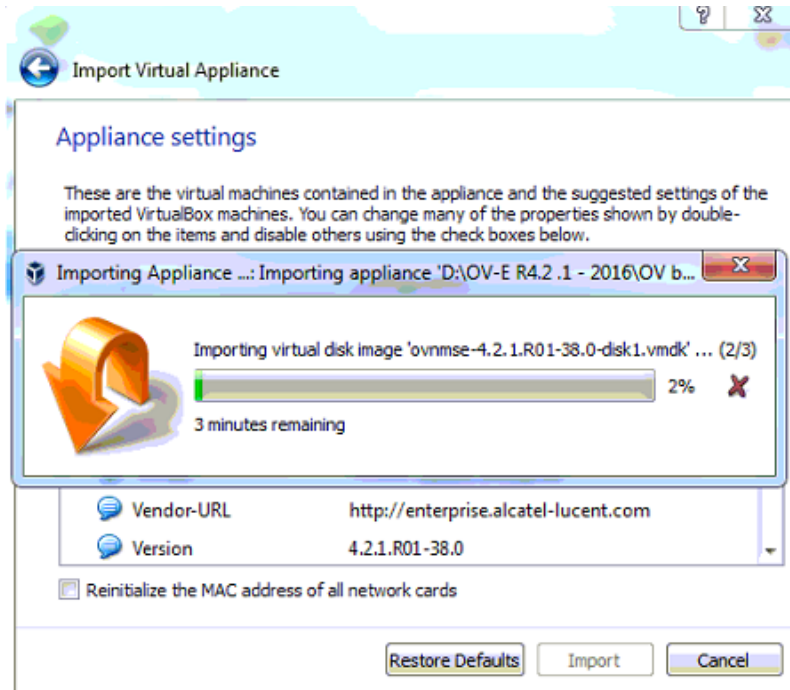 ?
Import Virtual Appliance
Appliance settings
These are the virtual machines contained in the appliance and the suggested settings of the
imported VirtualBox machines. You can change many of the properties shown by double-
clicking on the items and disable others using the check boxes below.
Importing Appliance ...: Importing appliance 'D:\OV-E R4.2 .1 - 2016\OV b...
Importing virtual disk image 'ovnmse-4.2.1.R01-38.0-disk1.vmdk' ... (2/3)
2%
3 minutes remaining
Vendor-URL http://enterprise.alcatel-lucent.com
Version 4.2.1.R01-38.0
Reinitialize the MAC address of all network cards
Restore Defaults Import Cancel